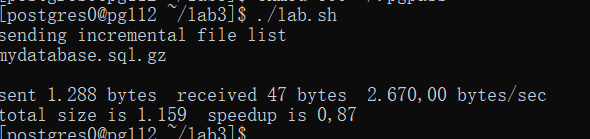 [postgres0@pg112 ~/lab3]$ ./lab.sh
sending incremental file list
mydatabase.sql.gz
sent 1.288 bytes  received 47 bytes  2.670,00 bytes/sec
total size is 1.159  speedup is 0,87
[postgres0@pg112 ~/lab3]$